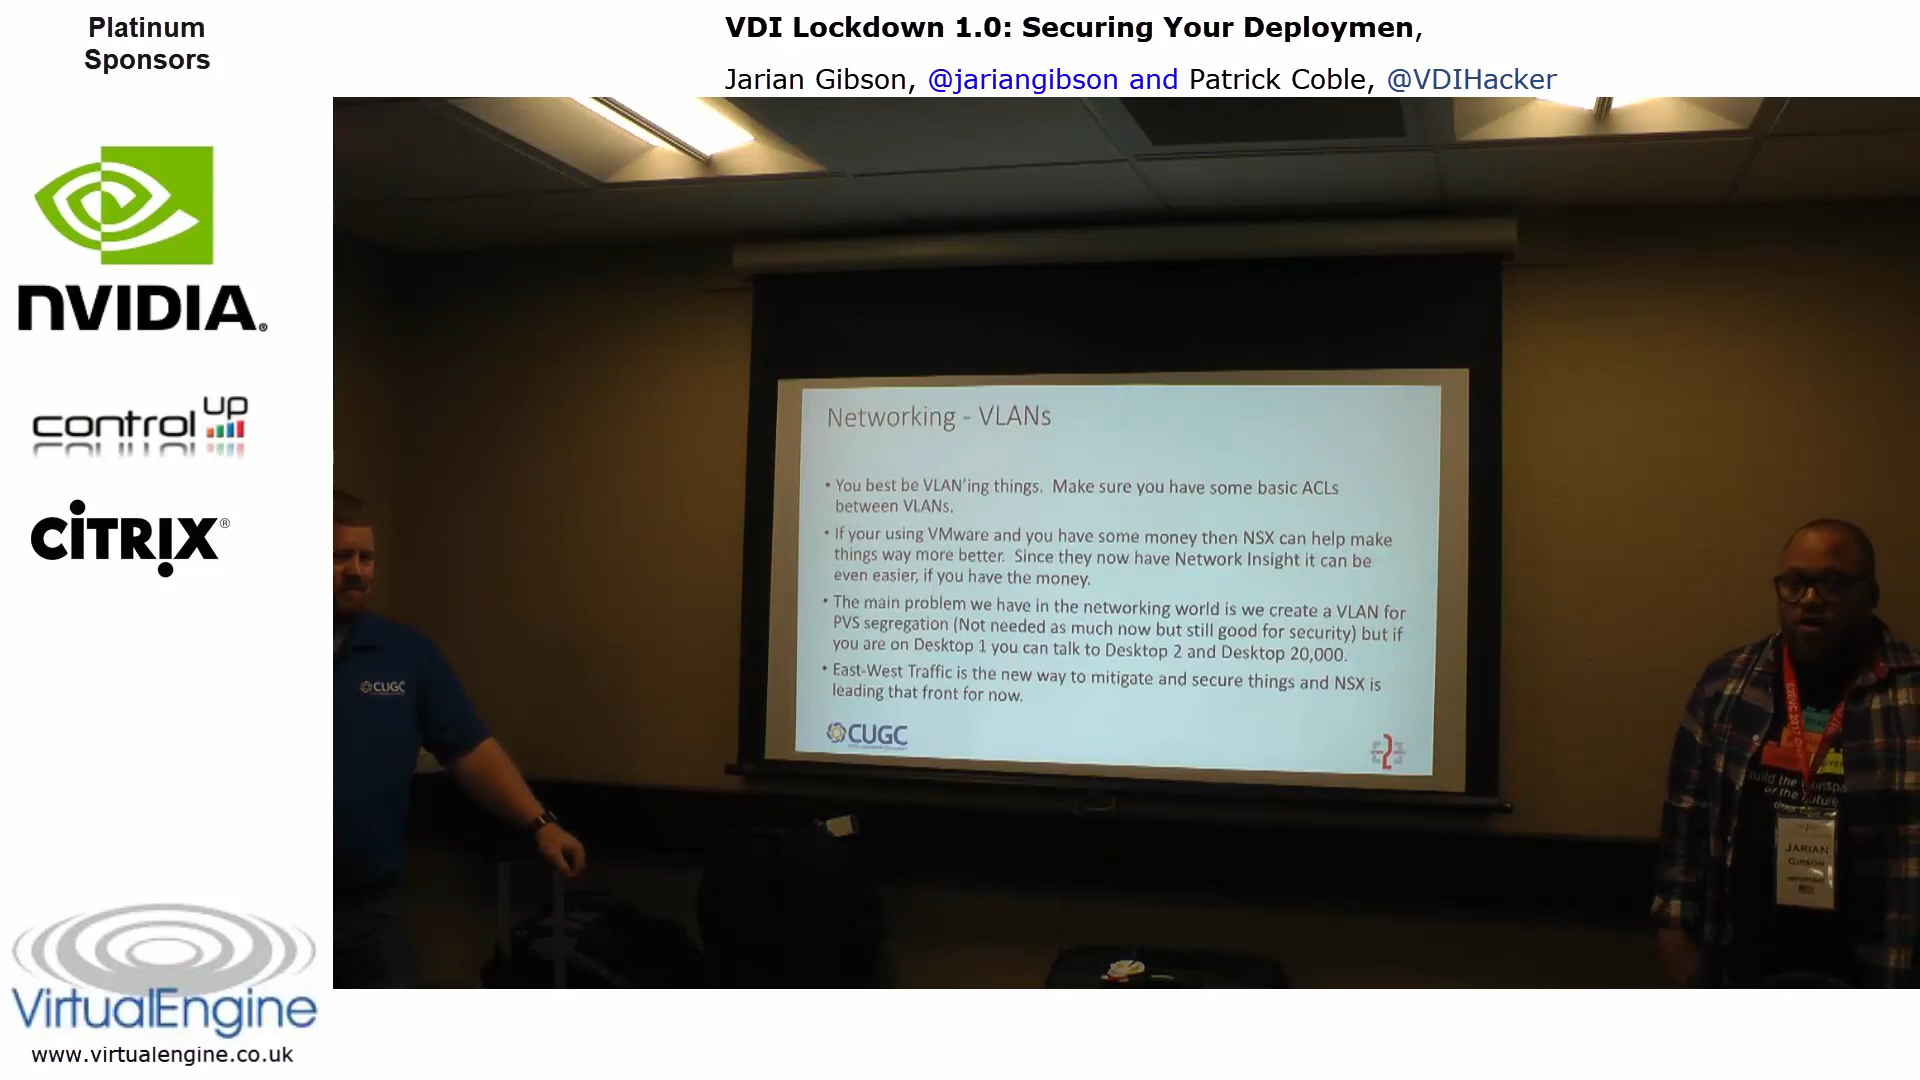 Platinum
Sponsors
VDI Lockdown 1.0: Securing Your Deploymen,
Jarian Gibson, @jariangibson and Patrick Coble, @VDIHacker
NVIDIA®
control up
CITRIX®
VirtualEngine
www.virtualengine.co.uk
Networking - VLANs
• You best be VLAN'ing things. Make sure you have some basic ACLs
between VLANs.
• If your using VMware and you have some money then NSX can help make
things way more better. Since they now have Network Insight it can be
even easier, if you have the money.
• The main problem we have in the networking world is we create a VLAN for
PVS segregation (Not needed as much now but still good for security) but if
you are on Desktop 1 you can talk to Desktop 2 and Desktop 20,000.
• East-West Traffic is the new way to mitigate and secure things and NSX is
leading that front for now.
CUGC
CUGC
E2EVC 2017
of the Future
JARIAN
GIBSON